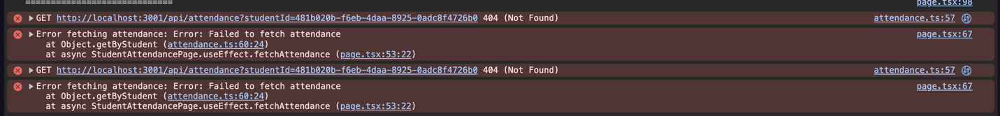 ============================= page.tsx:98
GET http://localhost:3001/api/attendance?studentId=481b020b-f6eb-4daa-8925-0adc8f4726b0 404 (Not Found) attendance.ts:57
Error fetching attendance: Error: Failed to fetch attendance page.tsx:67
at Object.getByStudent (attendance.ts:60:24)
at async StudentAttendancePage.useEffect.fetchAttendance (page.tsx:53:22)
GET http://localhost:3001/api/attendance?studentId=481b020b-f6eb-4daa-8925-0adc8f4726b0 404 (Not Found) attendance.ts:57
Error fetching attendance: Error: Failed to fetch attendance page.tsx:67
at Object.getByStudent (attendance.ts:60:24)
at async StudentAttendancePage.useEffect.fetchAttendance (page.tsx:53:22)